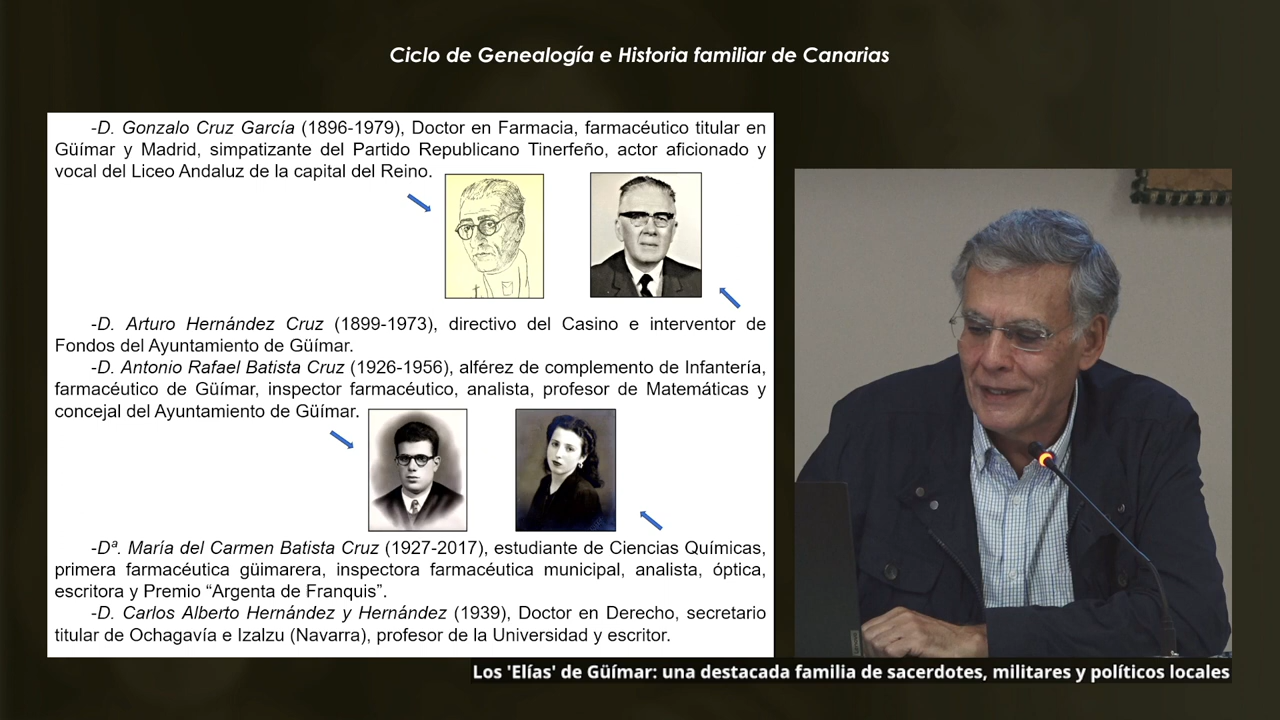 Ciclo de Genealogía e Historia familiar de Canarias
-D. Gonzalo Cruz García (1896-1979), Doctor en Farmacia, farmacéutico titular en
Güímar y Madrid, simpatizante del Partido Republicano Tinerfeño, actor aficionado y
vocal del Liceo Andaluz de la capital del Reino.
-D. Arturo Hernández Cruz (1899-1973), directivo del Casino e interventor de
Fondos del Ayuntamiento de Güímar.
-D. Antonio Rafael Batista Cruz (1926-1956), alférez de complemento de Infantería,
farmacéutico de Güímar, inspector farmacéutico, analista, profesor de Matemáticas y
concejal del Ayuntamiento de Güímar.
-Dª. María del Carmen Batista Cruz (1927-2017), estudiante de Ciencias Químicas,
primera farmacéutica güimarera, inspectora farmacéutica municipal, analista, óptica,
escritora y Premio “Argenta de Franquis”.
-D. Carlos Alberto Hernández y Hernández (1939), Doctor en Derecho, secretario
titular de Ochagavía e Izalzu (Navarra), profesor de la Universidad y escritor.
Los 'Elías' de Güímar: una destacada familia de sacerdotes, militares y políticos locales